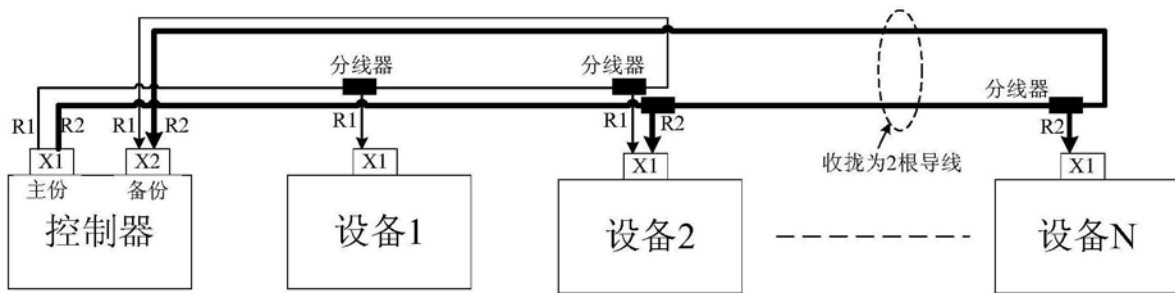 分线器
分线器
分线器
R1
R2
R1
R2
R1
R1
R2
R2
X1
X2
X1
X1
X1
主份
备份
收拢为2根导线
控制器
设备1
设备2
设备N